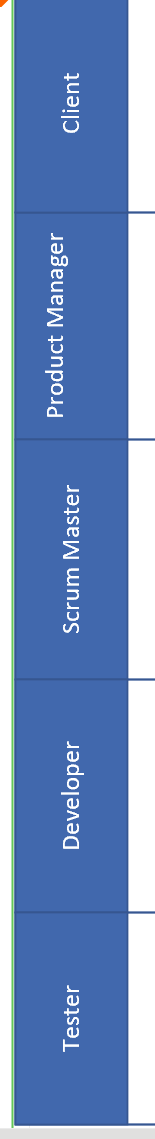 Client
Product Manager
Scrum Master
Developer
Tester